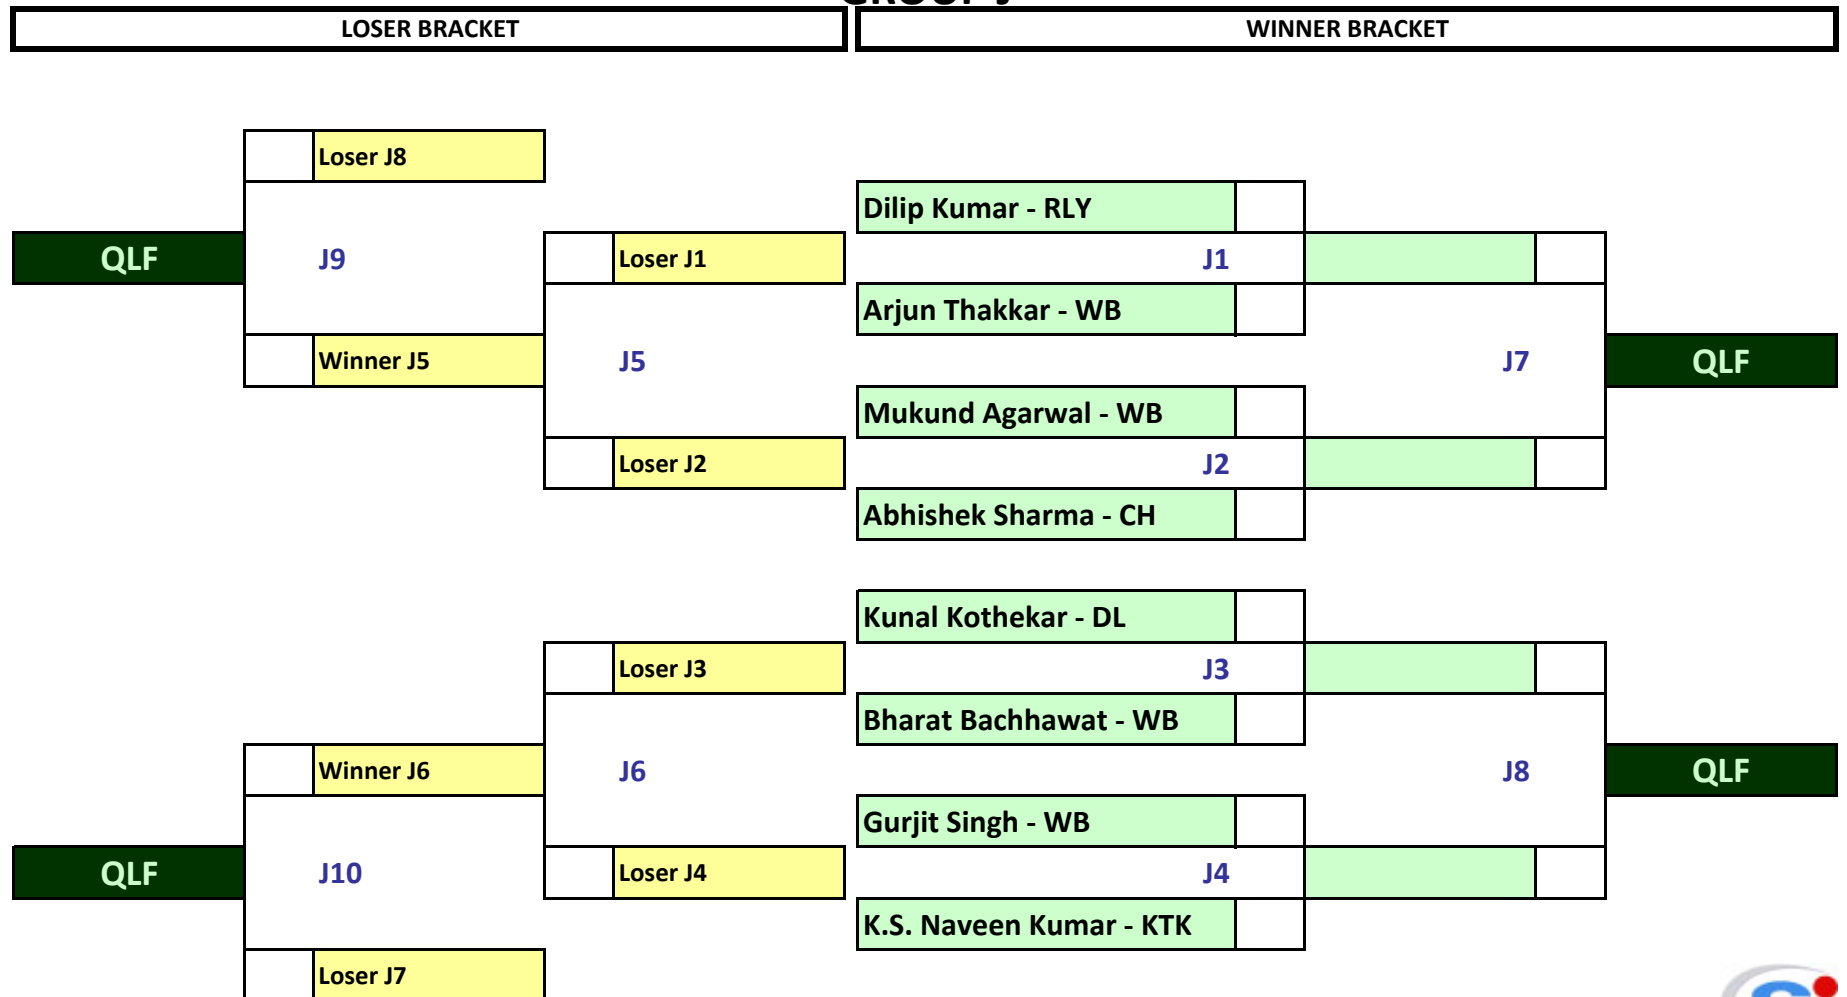 GROUP J
LOSER BRACKET
WINNER BRACKET
Loser J8
Dilip Kumar - RLY
QLF
J9
Loser J1
J1
Arjun Thakkar - WB
Winner J5
J5
J7
QLF
Mukund Agarwal - WB
Loser J2
J2
Abhishek Sharma - CH
Kunal Kothekar - DL
Loser J3
J3
Bharat Bachhawat - WB
Winner J6
J6
J8
QLF
Gurjit Singh - WB
QLF
J10
Loser J4
J4
K.S. Naveen Kumar - KTK
Loser J7